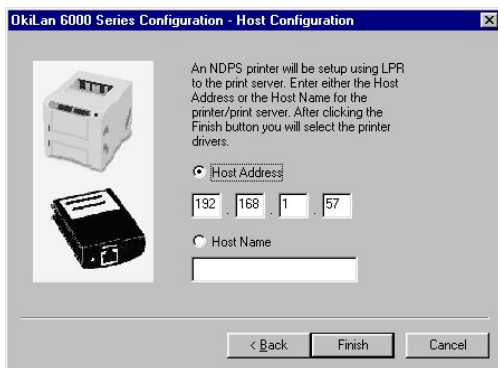 OkiLan 6000 Series Configuration - Host Configuration
An NDPS printer will be setup using LPR
to the print server. Enter either the Host
Address or the Host Name for the
printer/print server. After clicking the
Finish button you will select the printer
drivers.
Host Address
192 . 168 . 1 . 57
Host Name
< Back Finish Cancel